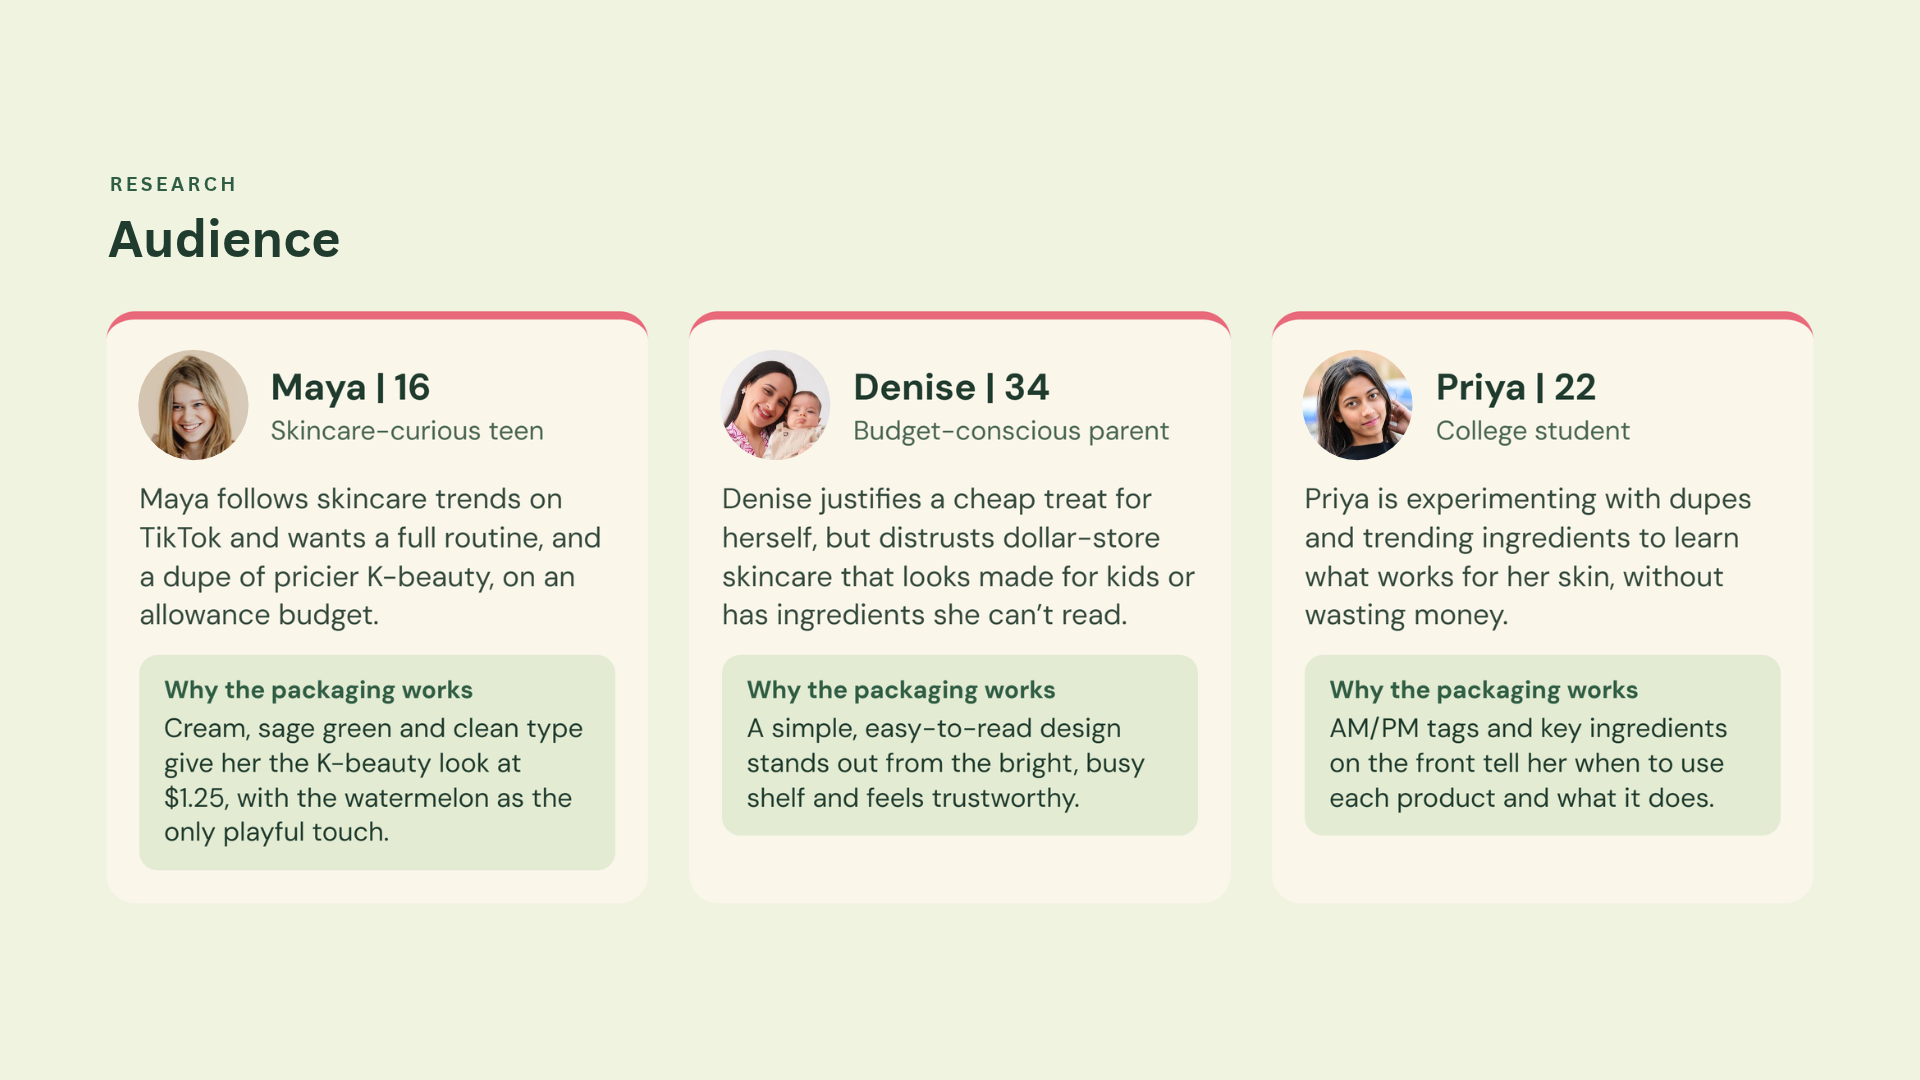 RESEARCH
Audience
Maya | 16
Skincare-curious teen
Maya follows skincare trends on
TikTok and wants a full routine, and
a dupe of pricier K-beauty, on an
allowance budget.
Why the packaging works
Cream, sage green and clean type
give her the K-beauty look at
$1.25, with the watermelon as the
only playful touch.
Denise | 34
Budget-conscious parent
Denise justifies a cheap treat for
herself, but distrusts dollar-store
skincare that looks made for kids or
has ingredients she can’t read.
Why the packaging works
A simple, easy-to-read design
stands out from the bright, busy
shelf and feels trustworthy.
Priya | 22
College student
Priya is experimenting with dupes
and trending ingredients to learn
what works for her skin, without
wasting money.
Why the packaging works
AM/PM tags and key ingredients
on the front tell her when to use
each product and what it does.